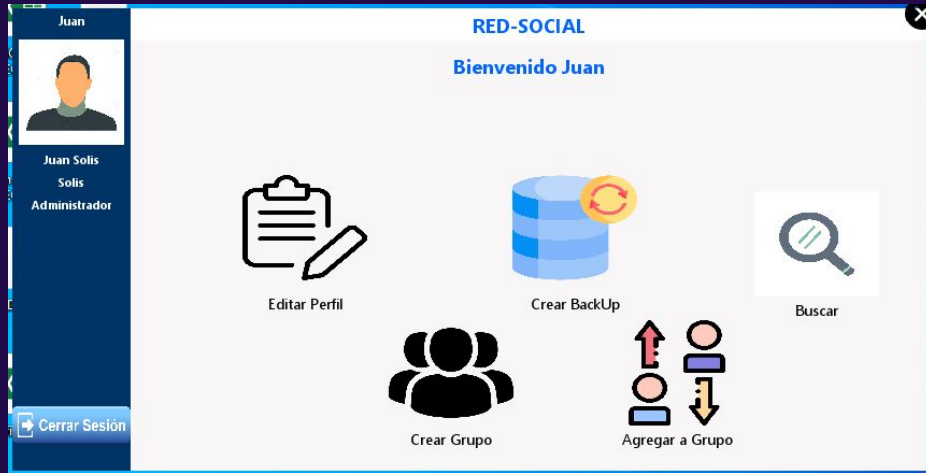 Juan
RED-SOCIAL
Bienvenido Juan
Juan Solis
Solis
Administrador
Editar Perfil
Crear BackUp
Buscar
Crear Grupo
Agregar a Grupo
Cerrar Sesión